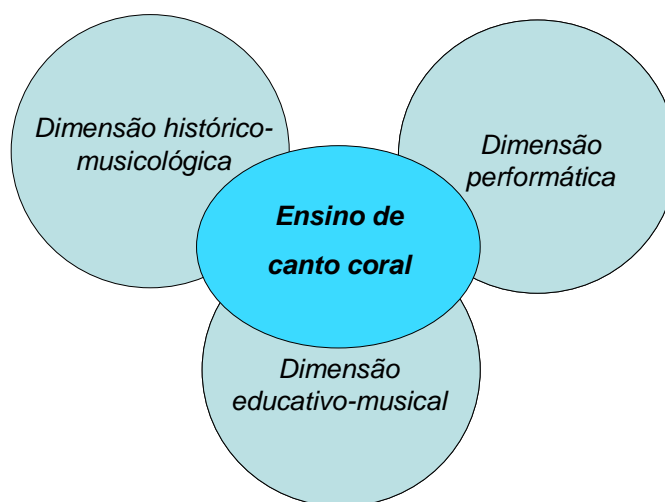 Dimensão histórico-
musicológica
Dimensão
performática
Ensino de
canto coral
Dimensão
educativo-musical